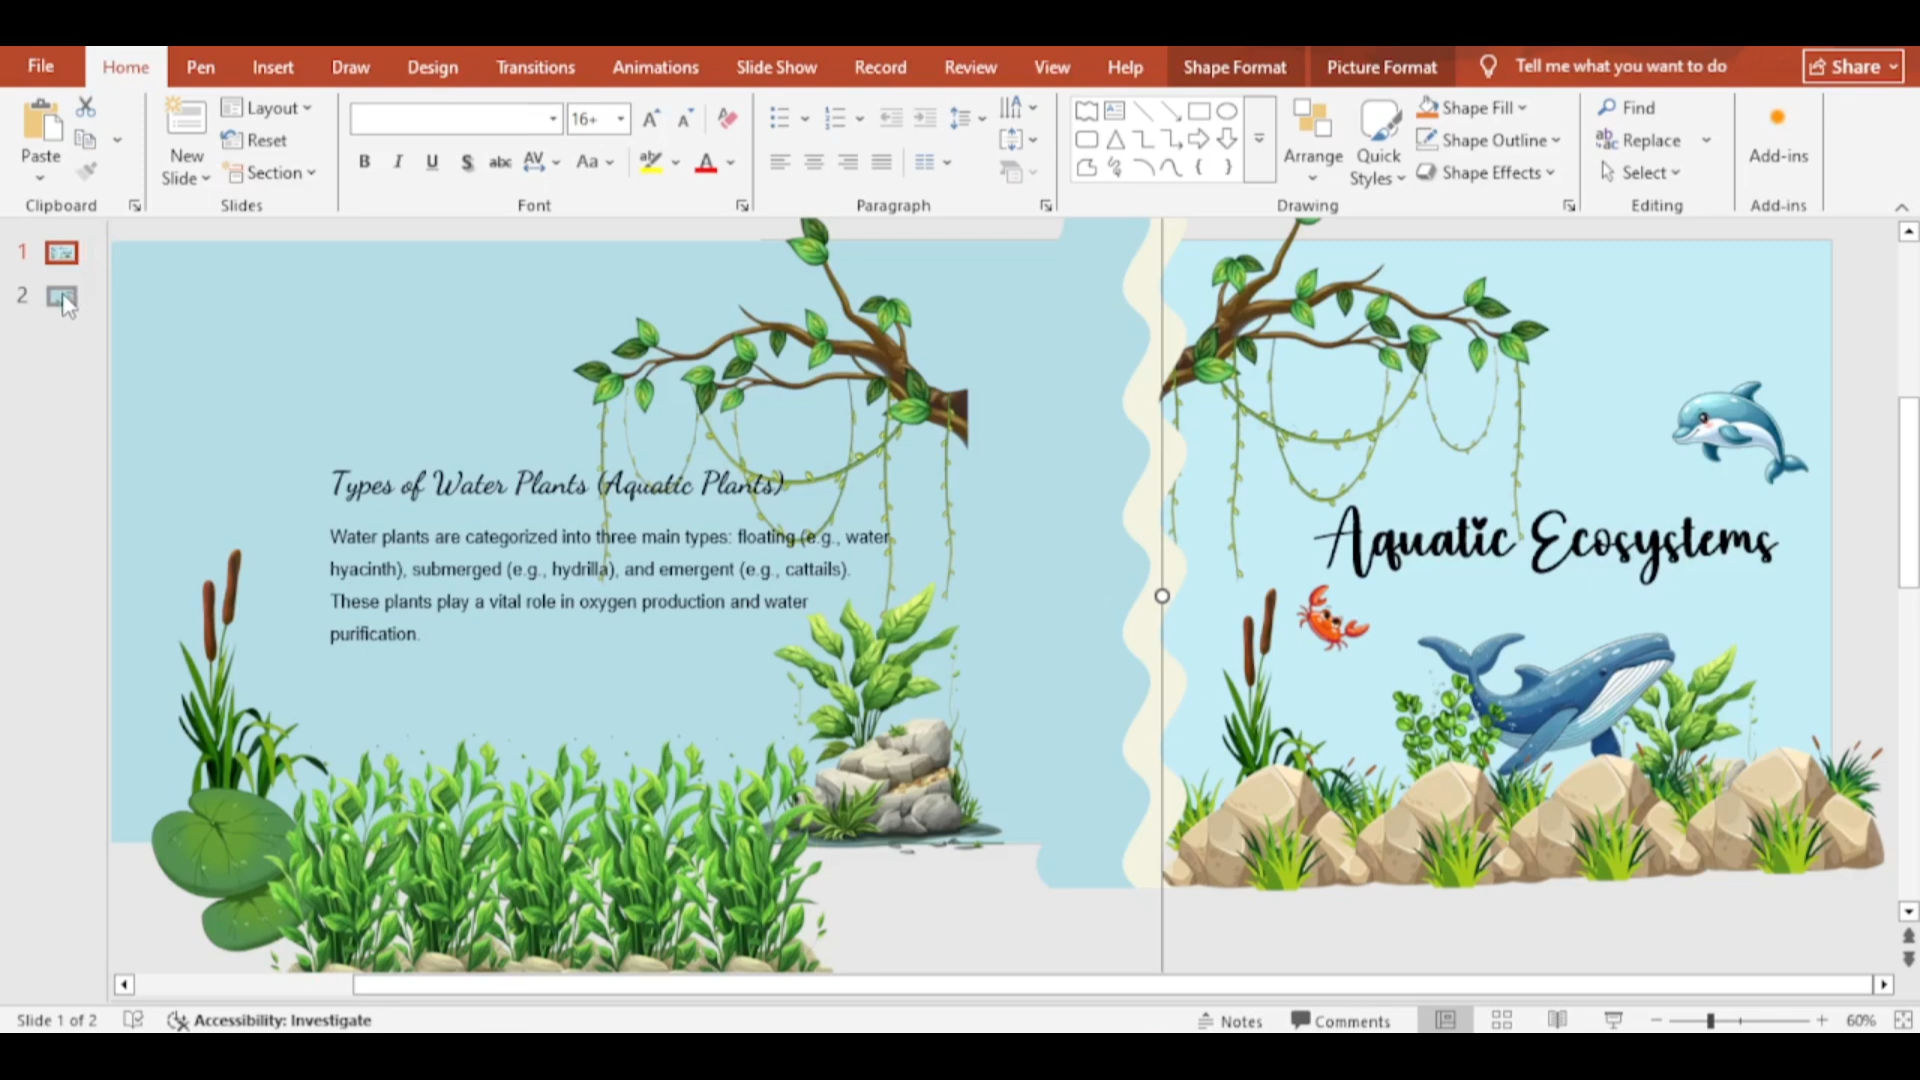 File Home Pen Insert Draw Design Transitions Animations Slide Show Record Review View Help Shape Format Picture Format Tell me what you want to do Share
Paste
Clipboard
New Slide
Layout
Reset
Section
Slides
16+
B I U S abc AV Aa A
Font
Paragraph
Arrange
Quick Styles
Shape Fill
Shape Outline
Shape Effects
Drawing
Find
Replace
Select
Editing
Add-ins
Add-ins
1
2
Types of Water Plants (Aquatic Plants)
Water plants are categorized into three main types: floating (e.g., water
hyacinth), submerged (e.g., hydrilla), and emergent (e.g., cattails).
These plants play a vital role in oxygen production and water
purification.
Aquatic Ecosystems
Slide 1 of 2 Accessibility: Investigate Notes Comments 60%